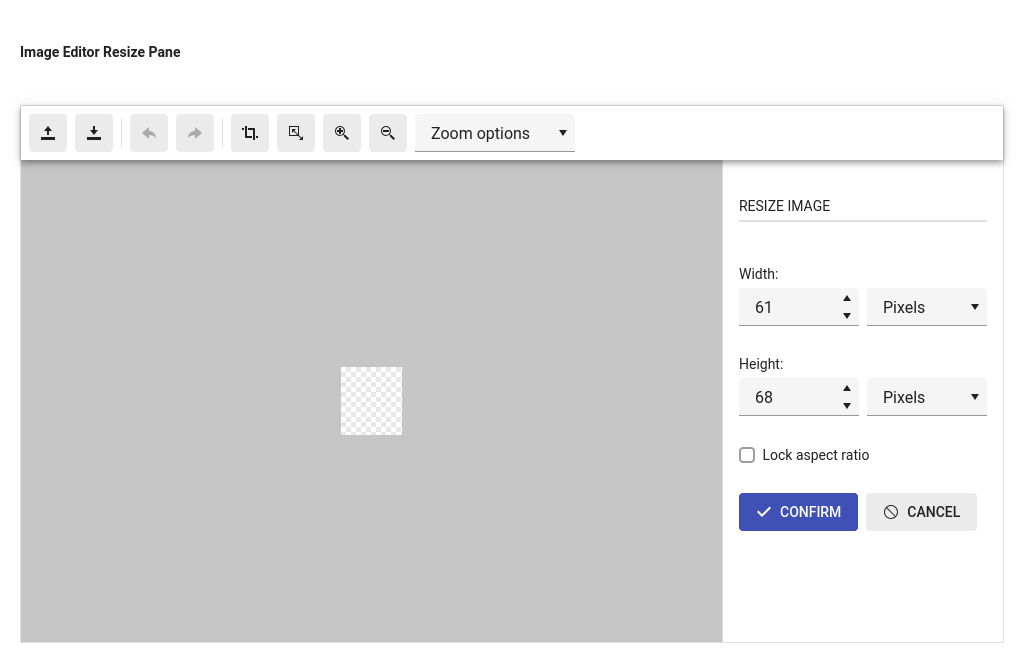 Image Editor Resize Pane
Zoom options
RESIZE IMAGE
Width:
61 Pixels
Height:
68 Pixels
Lock aspect ratio
CONFIRM CANCEL